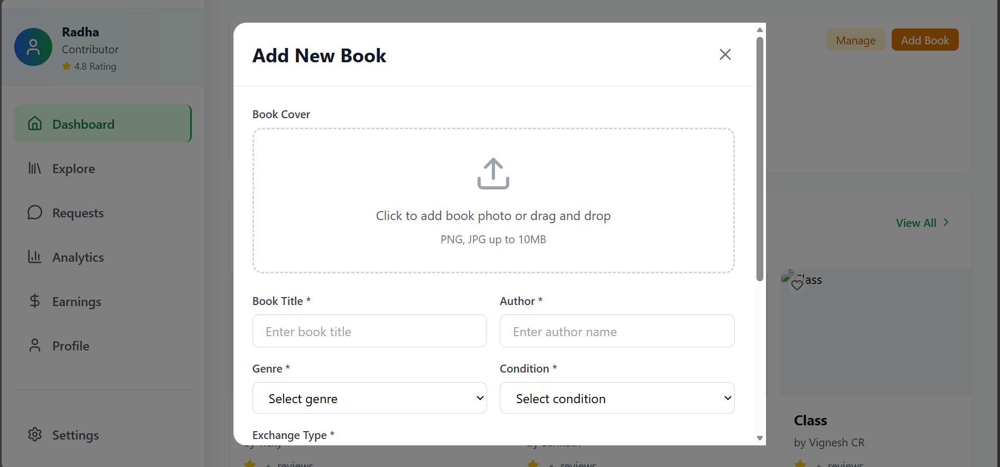 Radha
Contributor
4.8 Rating
Dashboard
Explore
Requests
Analytics
Earnings
Profile
Settings
Manage
Add Book
Add New Book
Book Cover
Click to add book photo or drag and drop
PNG, JPG up to 10MB
Book Title *
Author *
Enter book title
Enter author name
Genre *
Condition *
Select genre
Select condition
Exchange Type *
View All
Class
Class
by Vignesh CR
reviews
reviews
reviews